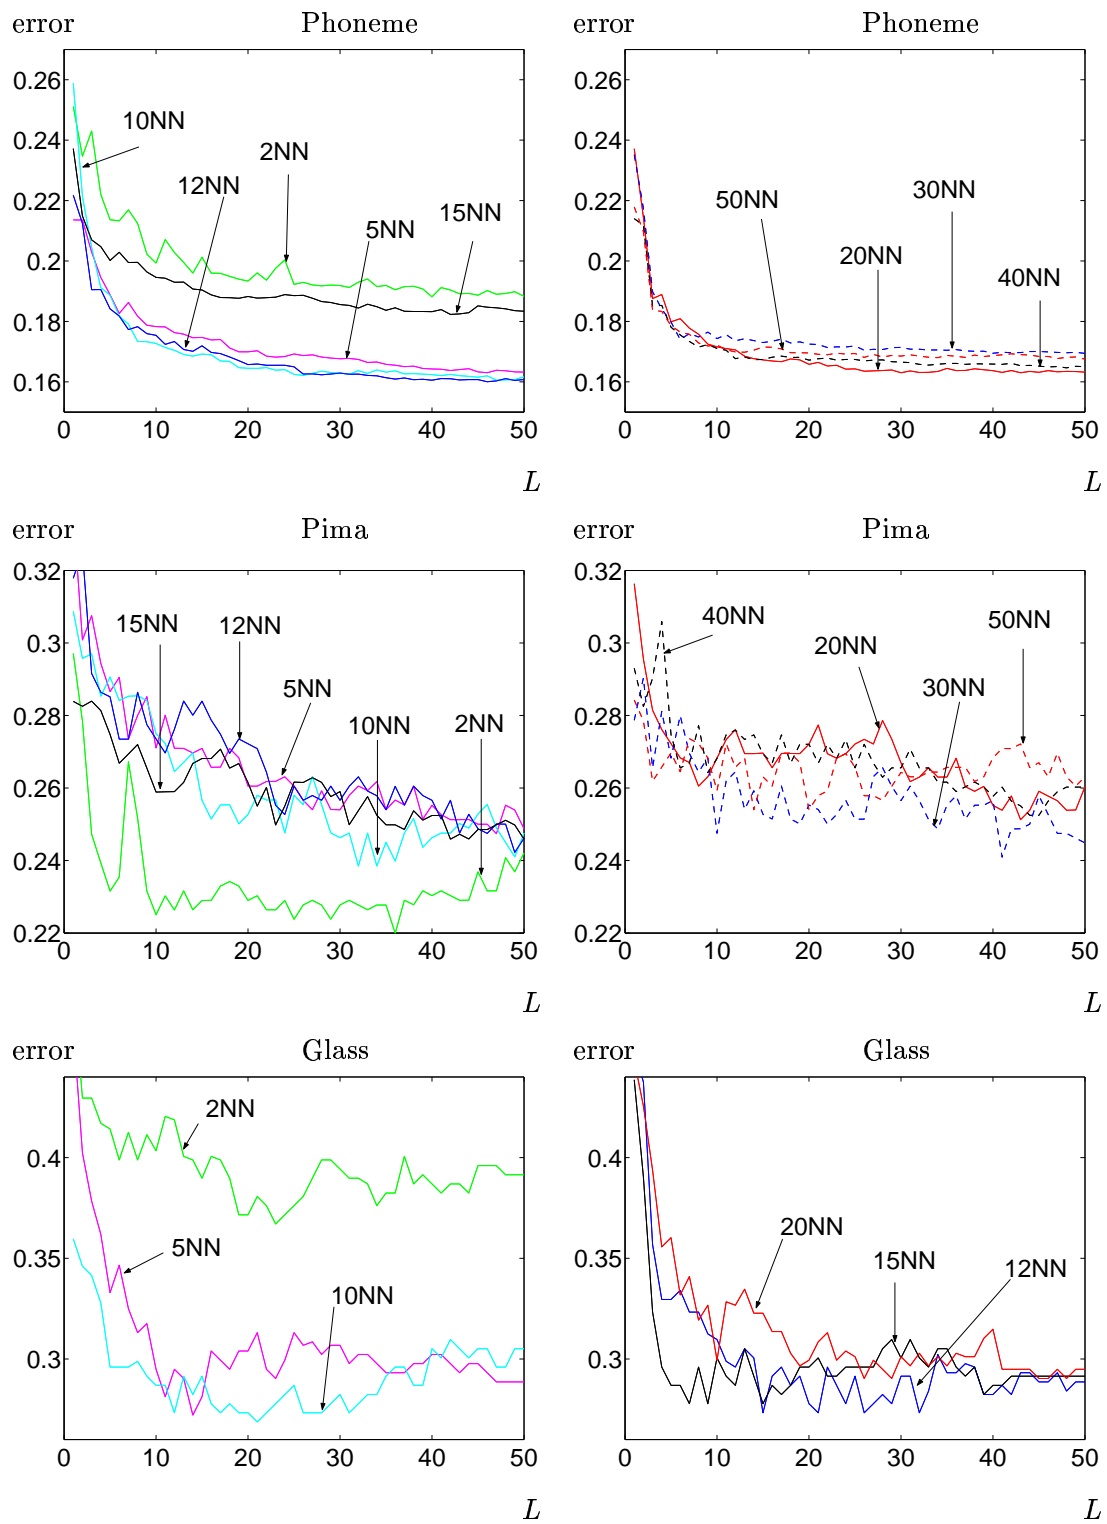 error Phoneme
0.26
0.24
0.22
0.2
0.18
0.16
0 10 20 30 40 50
L
10NN
2NN
12NN
15NN
5NN
error Phoneme
0.26
0.24
0.22
0.2
0.18
0.16
0 10 20 30 40 50
L
50NN
30NN
20NN
40NN
error Pima
0.32
0.3
0.28
0.26
0.24
0.22
0 10 20 30 40 50
L
15NN
12NN
5NN
10NN
2NN
error Pima
0.32
0.3
0.28
0.26
0.24
0.22
0 10 20 30 40 50
L
40NN
50NN
20NN
30NN
error Glass
0.4
0.35
0.3
0 10 20 30 40 50
L
2NN
5NN
10NN
error Glass
0.4
0.35
0.3
0 10 20 30 40 50
L
20NN
15NN
12NN